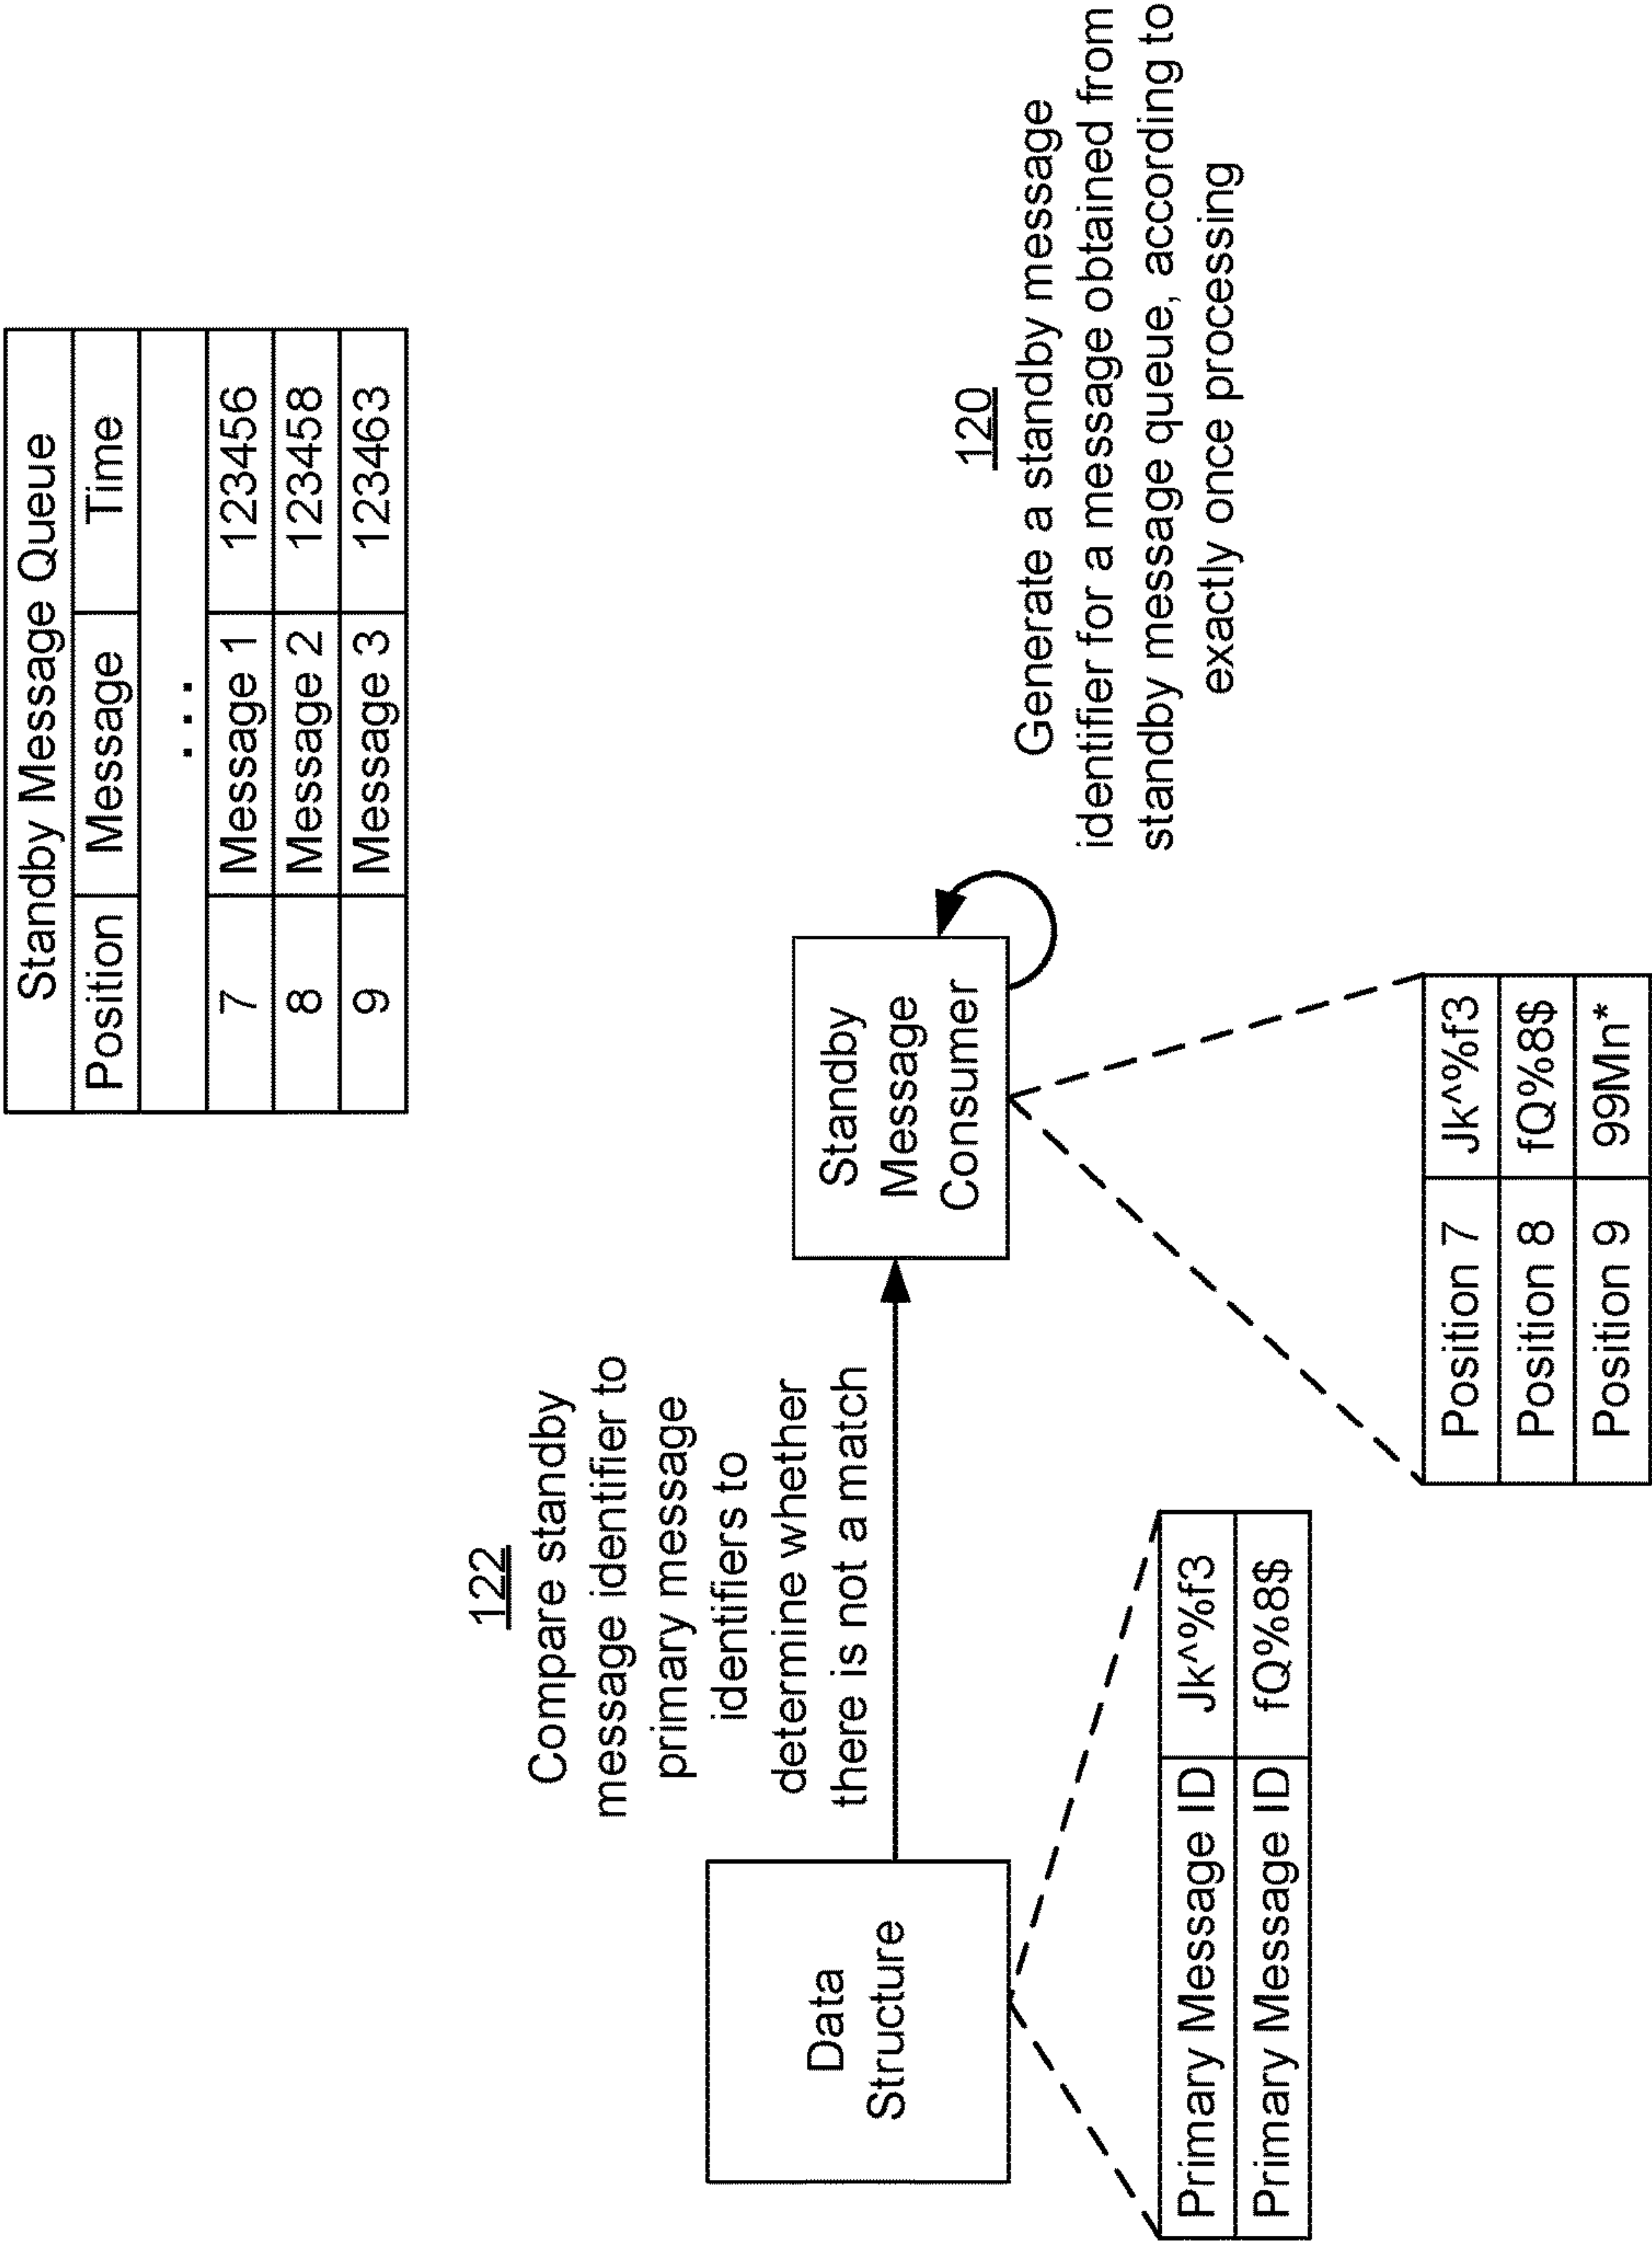 Standby Message Queue
Position Message Time
...
7 Message 1 123456
8 Message 2 123458
9 Message 3 123463
122
Compare standby
message identifier to
primary message
identifiers to
determine whether
there is not a match
Data
Structure
Standby
Message
Consumer
120
Generate a standby message
identifier for a message obtained from
standby message queue, according to
exactly once processing
Primary Message ID Jk^%f3
Primary Message ID fQ%8$
Position 7 Jk^%f3
Position 8 fQ%8$
Position 9 99Mn*